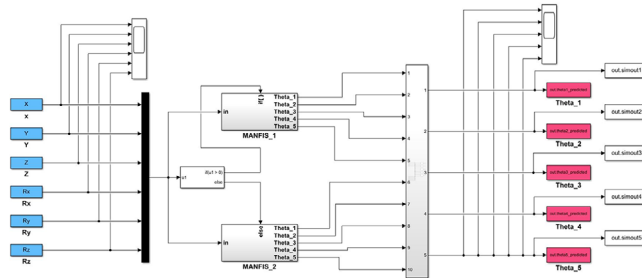 X
x
Y
Y
Z
Z
Rx
Rx
Ry
Ry
Rz
Rz
u1
if(u1 > 0)
else
if{ }
in
Theta_1
Theta_2
Theta_3
Theta_4
Theta_5
MANFIS_1
else{
in
Theta_1
Theta_2
Theta_3
Theta_4
Theta_5
MANFIS_2
1
2
3
4
5
6
7
8
9
10
1
2
3
4
5
out.theta1_predicted
Theta_1
out.theta2_predicted
Theta_2
out.theta3_predicted
Theta_3
out.theta4_predicted
Theta_4
out.theta5_predicted
Theta_5
out.simout1
out.simout2
out.simout3
out.simout4
out.simout5